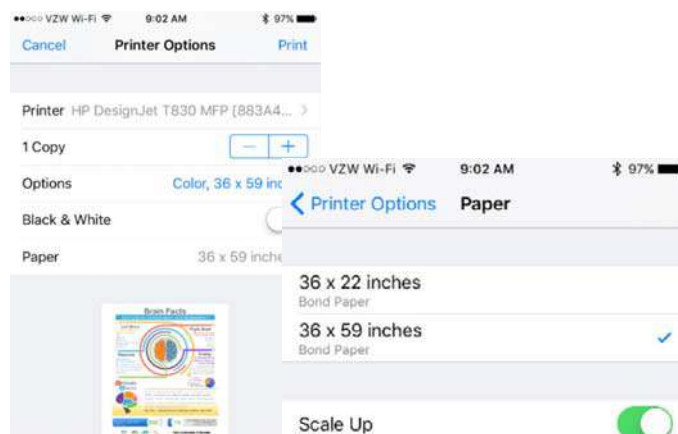 VZW Wi-Fi 9:02 AM 97%
Cancel Printer Options Print
Printer HP DesignJet T830 MFP [883A4...
1 Copy
Options Color, 36 x 59 inc
Black & White
Paper 36 x 59 inche
Brain Facts
VZW Wi-Fi 9:02 AM 97%
Printer Options Paper
36 x 22 inches
Bond Paper
36 x 59 inches
Bond Paper
Scale Up